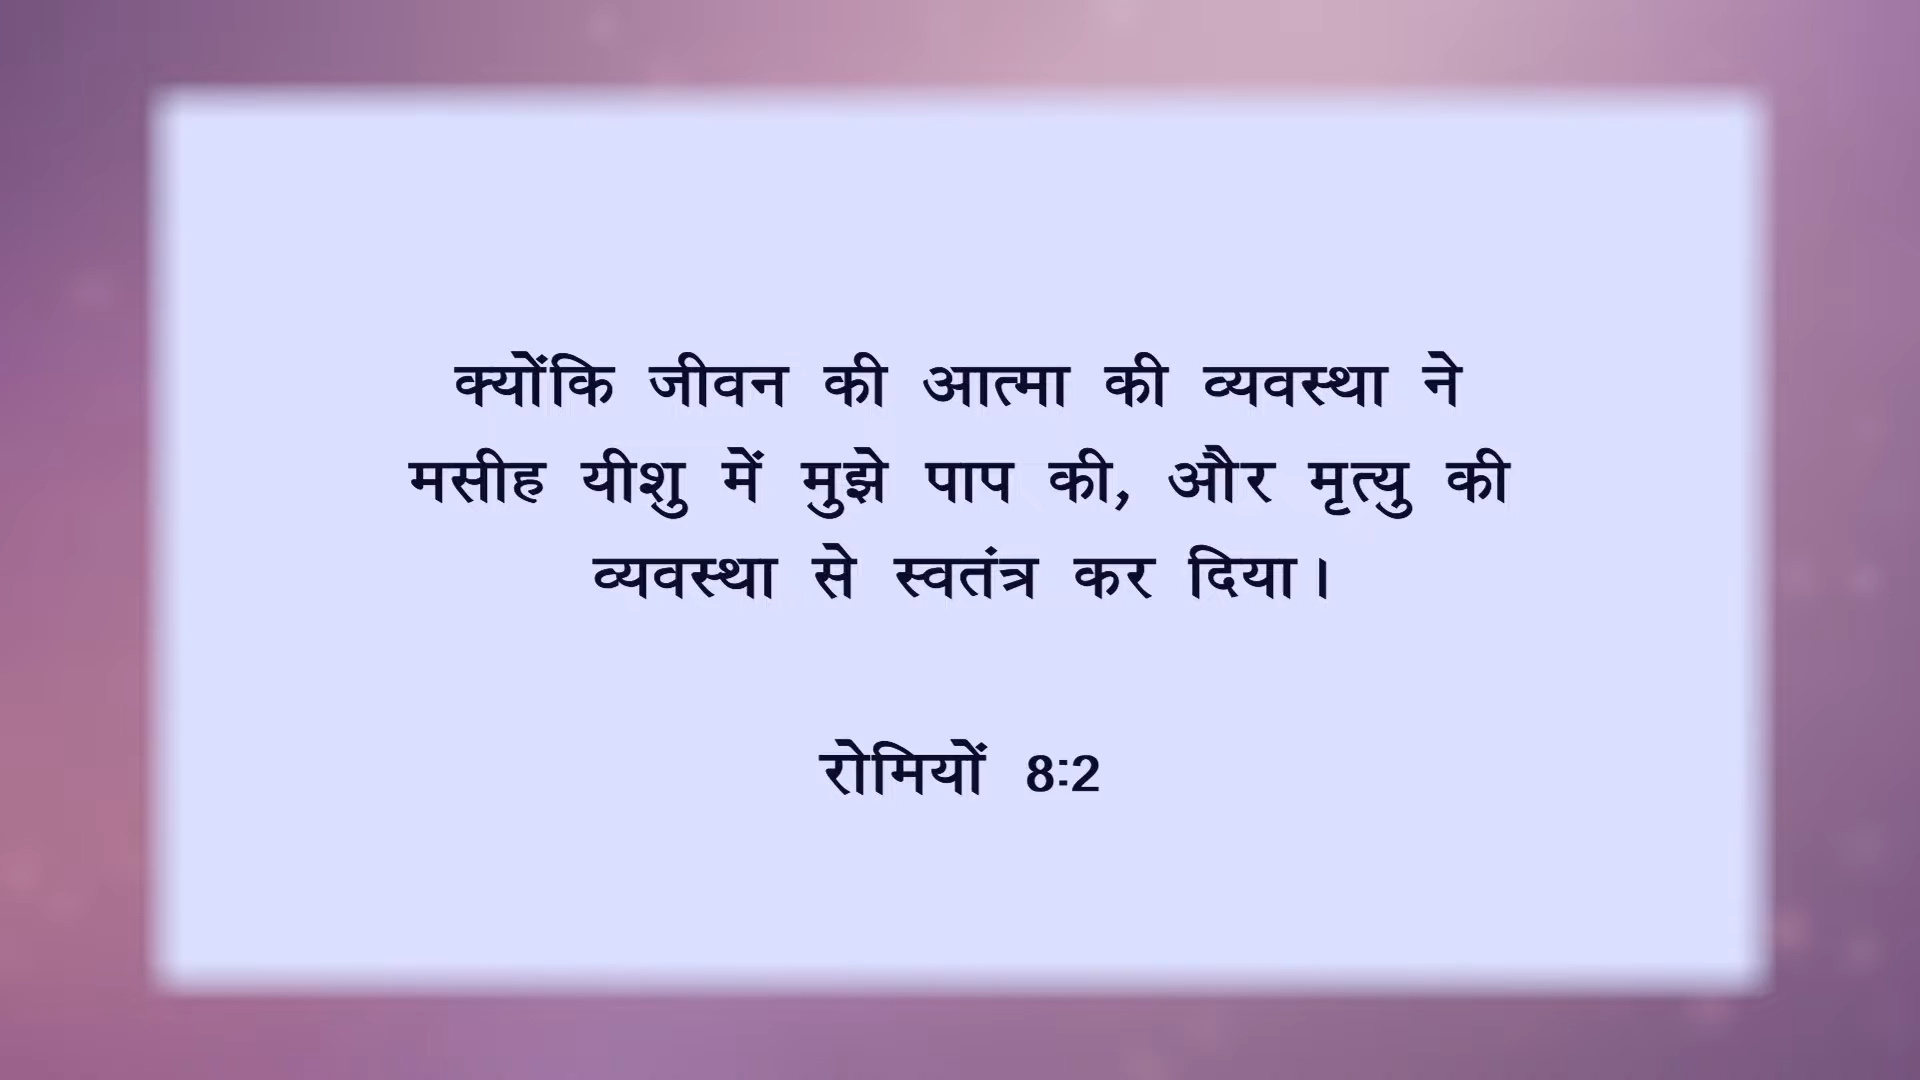 क्योंकि जीवन की आत्मा की व्यवस्था ने
मसीह यीशु में मुझे पाप की, और मृत्यु की
व्यवस्था से स्वतंत्र कर दिया।
रोमियों 8:2